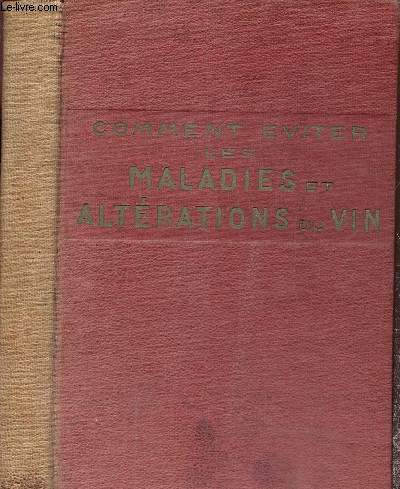 Le-livre.com
COMMENT EVITER
LES
MALADIES ET
ALTÉRATIONS DU VIN